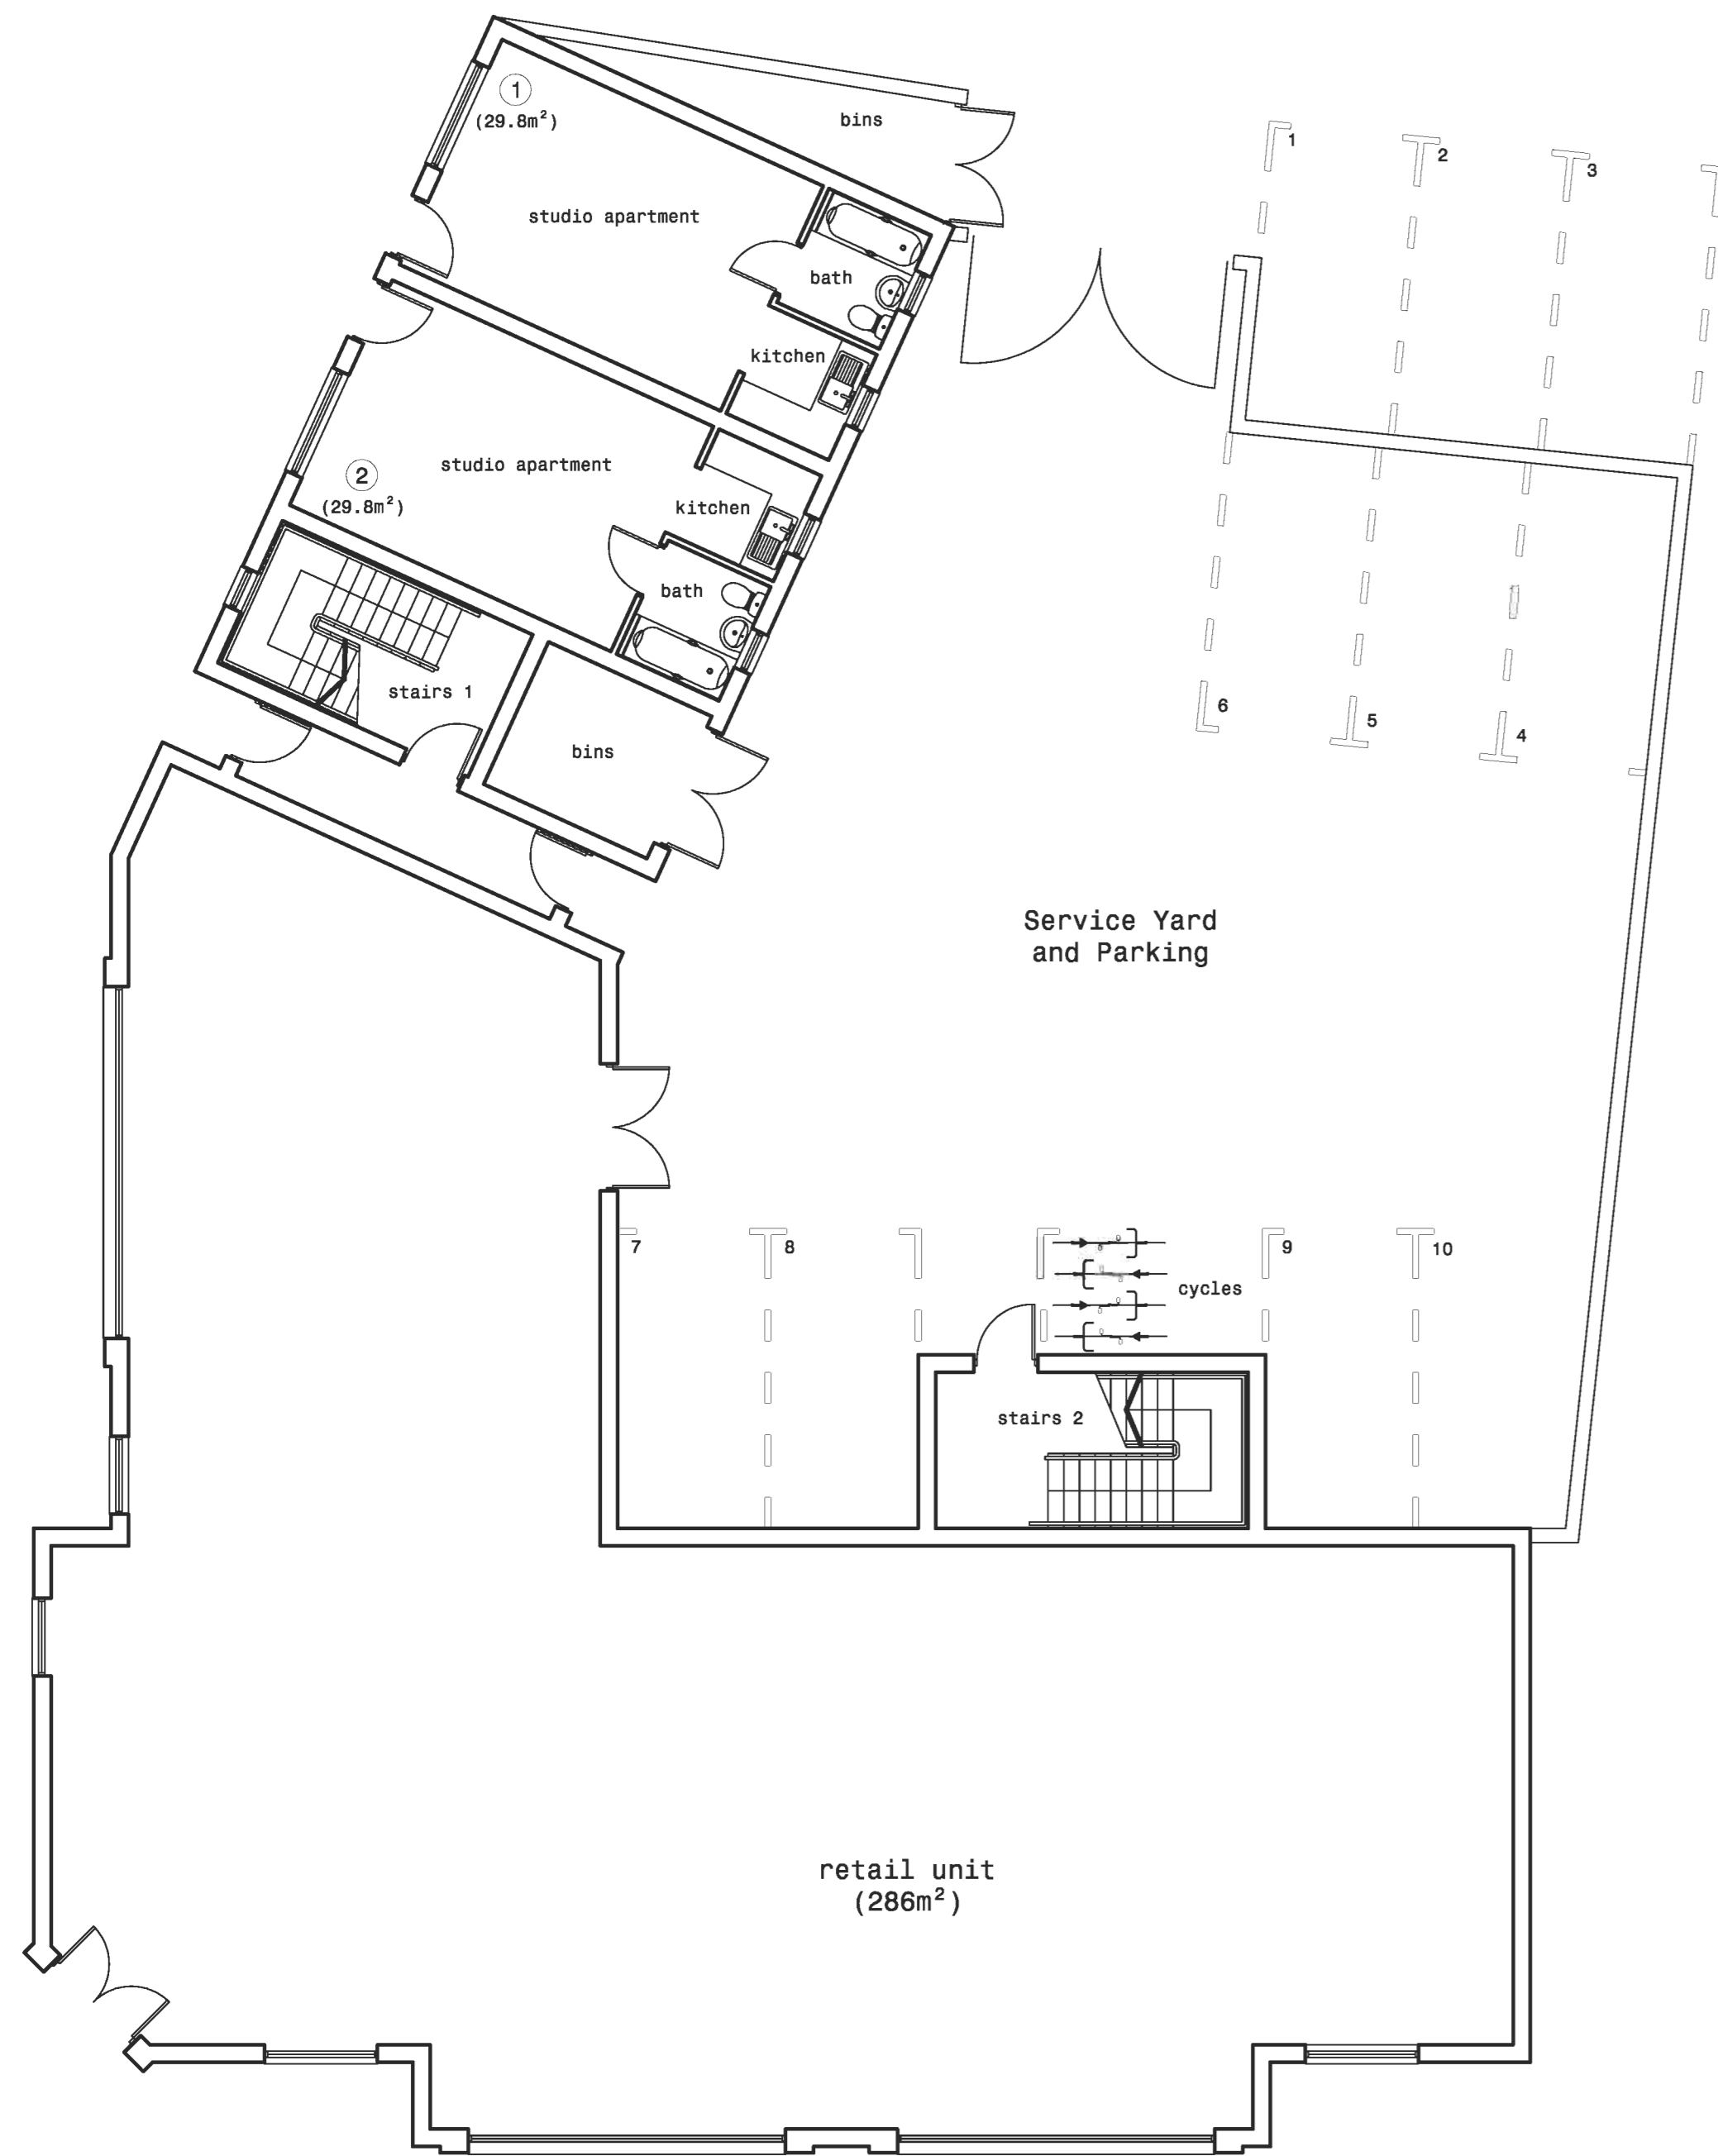 1
(29.8m²)
bins
1
2
3
studio apartment
bath
kitchen
studio apartment
2
(29.8m²)
kitchen
bath
stairs 1
6
5
4
bins
Service Yard
and Parking
7
8
9
10
cycles
stairs 2
retail unit
(286m²)